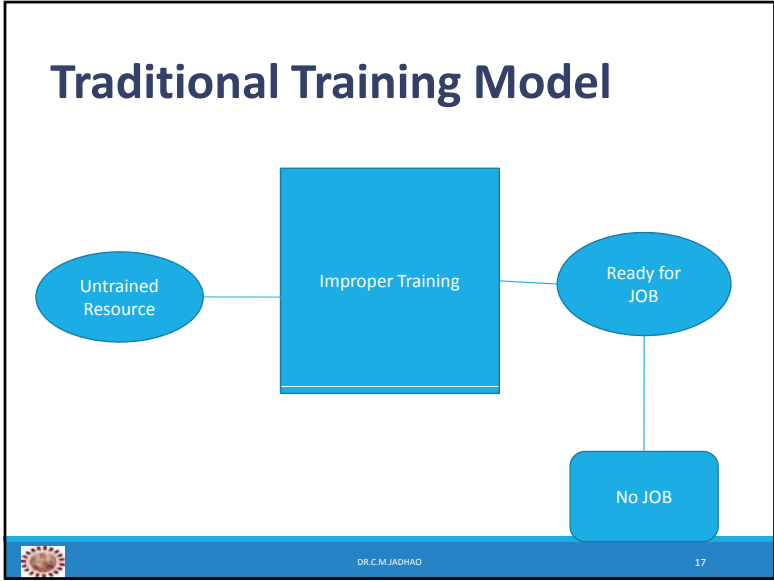 Traditional Training Model
Untrained
Resource
Improper Training
Ready for
JOB
No JOB
DR.C.M.JADHAO
17